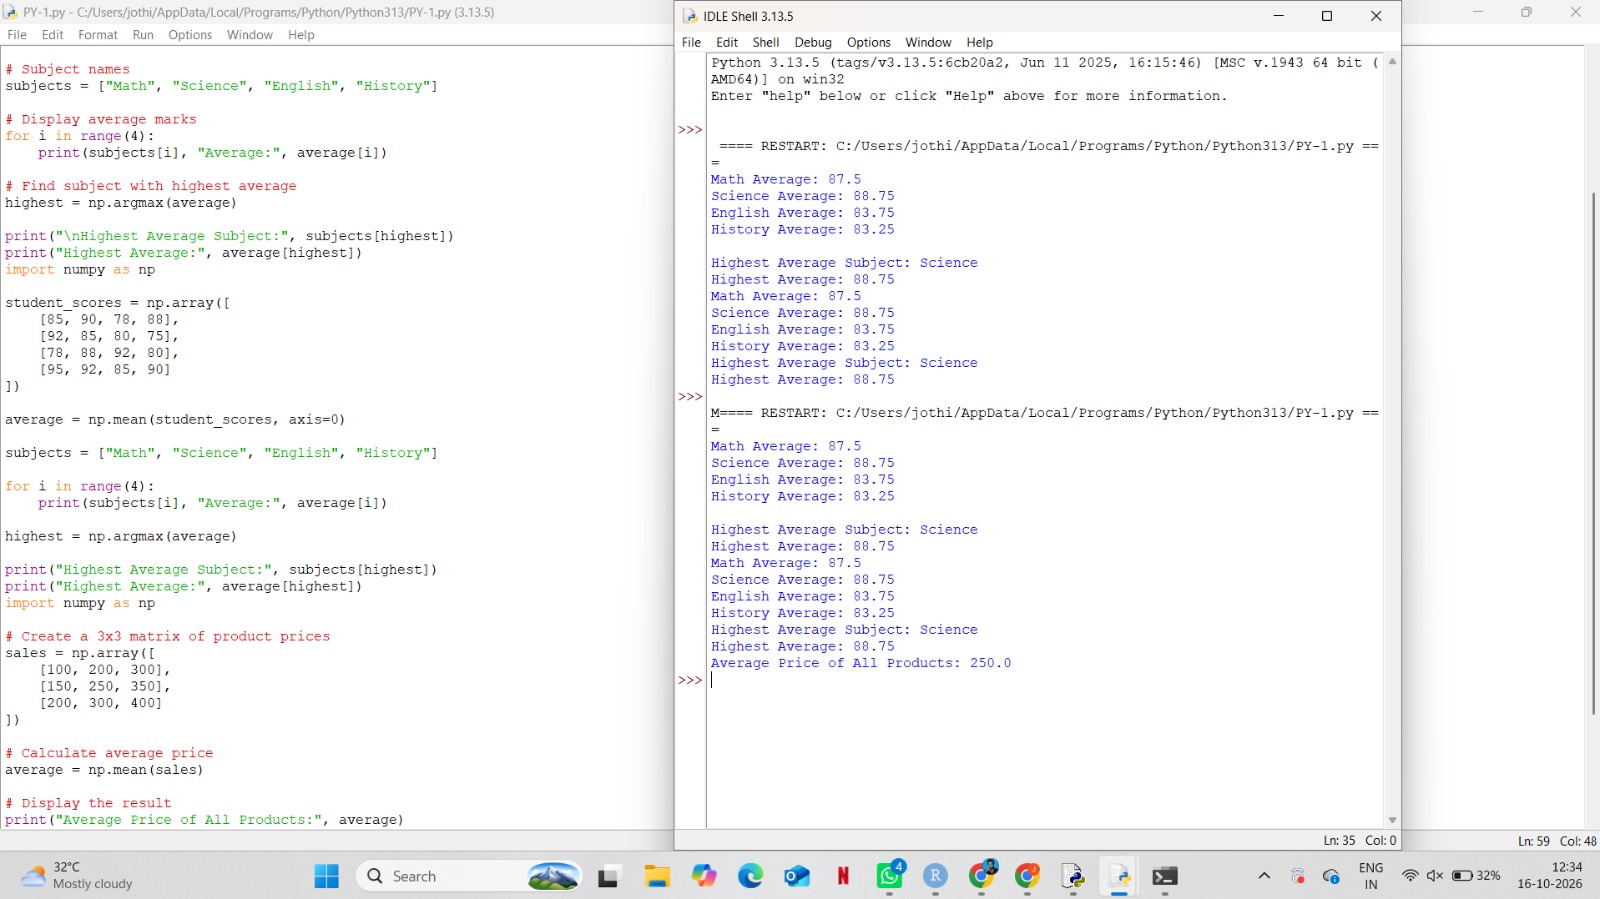 PY-1.py - C:/Users/jothi/AppData/Local/Programs/Python/Python313/PY-1.py (3.13.5)
File Edit Format Run Options Window Help
# Subject names
subjects = ["Math", "Science", "English", "History"]

# Display average marks
for i in range(4):
    print(subjects[i], "Average:", average[i])

# Find subject with highest average
highest = np.argmax(average)

print("\nHighest Average Subject:", subjects[highest])
print("Highest Average:", average[highest])
import numpy as np

student_scores = np.array([
    [85, 90, 78, 88],
    [92, 85, 80, 75],
    [78, 88, 92, 80],
    [95, 92, 85, 90]
])

average = np.mean(student_scores, axis=0)

subjects = ["Math", "Science", "English", "History"]

for i in range(4):
    print(subjects[i], "Average:", average[i])

highest = np.argmax(average)

print("Highest Average Subject:", subjects[highest])
print("Highest Average:", average[highest])
import numpy as np

# Create a 3x3 matrix of product prices
sales = np.array([
    [100, 200, 300],
    [150, 250, 350],
    [200, 300, 400]
])

# Calculate average price
average = np.mean(sales)

# Display the result
print("Average Price of All Products:", average)
IDLE Shell 3.13.5
File Edit Shell Debug Options Window Help
Python 3.13.5 (tags/v3.13.5:6cb20a2, Jun 11 2025, 16:15:46) [MSC v.1943 64 bit (
AMD64)] on win32
Enter "help" below or click "Help" above for more information.
>>>
==== RESTART: C:/Users/jothi/AppData/Local/Programs/Python/Python313/PY-1.py ==
=
Math Average: 87.5
Science Average: 88.75
English Average: 83.75
History Average: 83.25

Highest Average Subject: Science
Highest Average: 88.75
Math Average: 87.5
Science Average: 88.75
English Average: 83.75
History Average: 83.25
Highest Average Subject: Science
Highest Average: 88.75
>>>
M==== RESTART: C:/Users/jothi/AppData/Local/Programs/Python/Python313/PY-1.py ==
=
Math Average: 87.5
Science Average: 88.75
English Average: 83.75
History Average: 83.25

Highest Average Subject: Science
Highest Average: 88.75
Math Average: 87.5
Science Average: 88.75
English Average: 83.75
History Average: 83.25
Highest Average Subject: Science
Highest Average: 88.75
Average Price of All Products: 250.0
>>>
Ln: 35 Col: 0
Ln: 59 Col: 48
32°C
Mostly cloudy
Search
4
ENG
IN
32%
12:34
16-10-2026